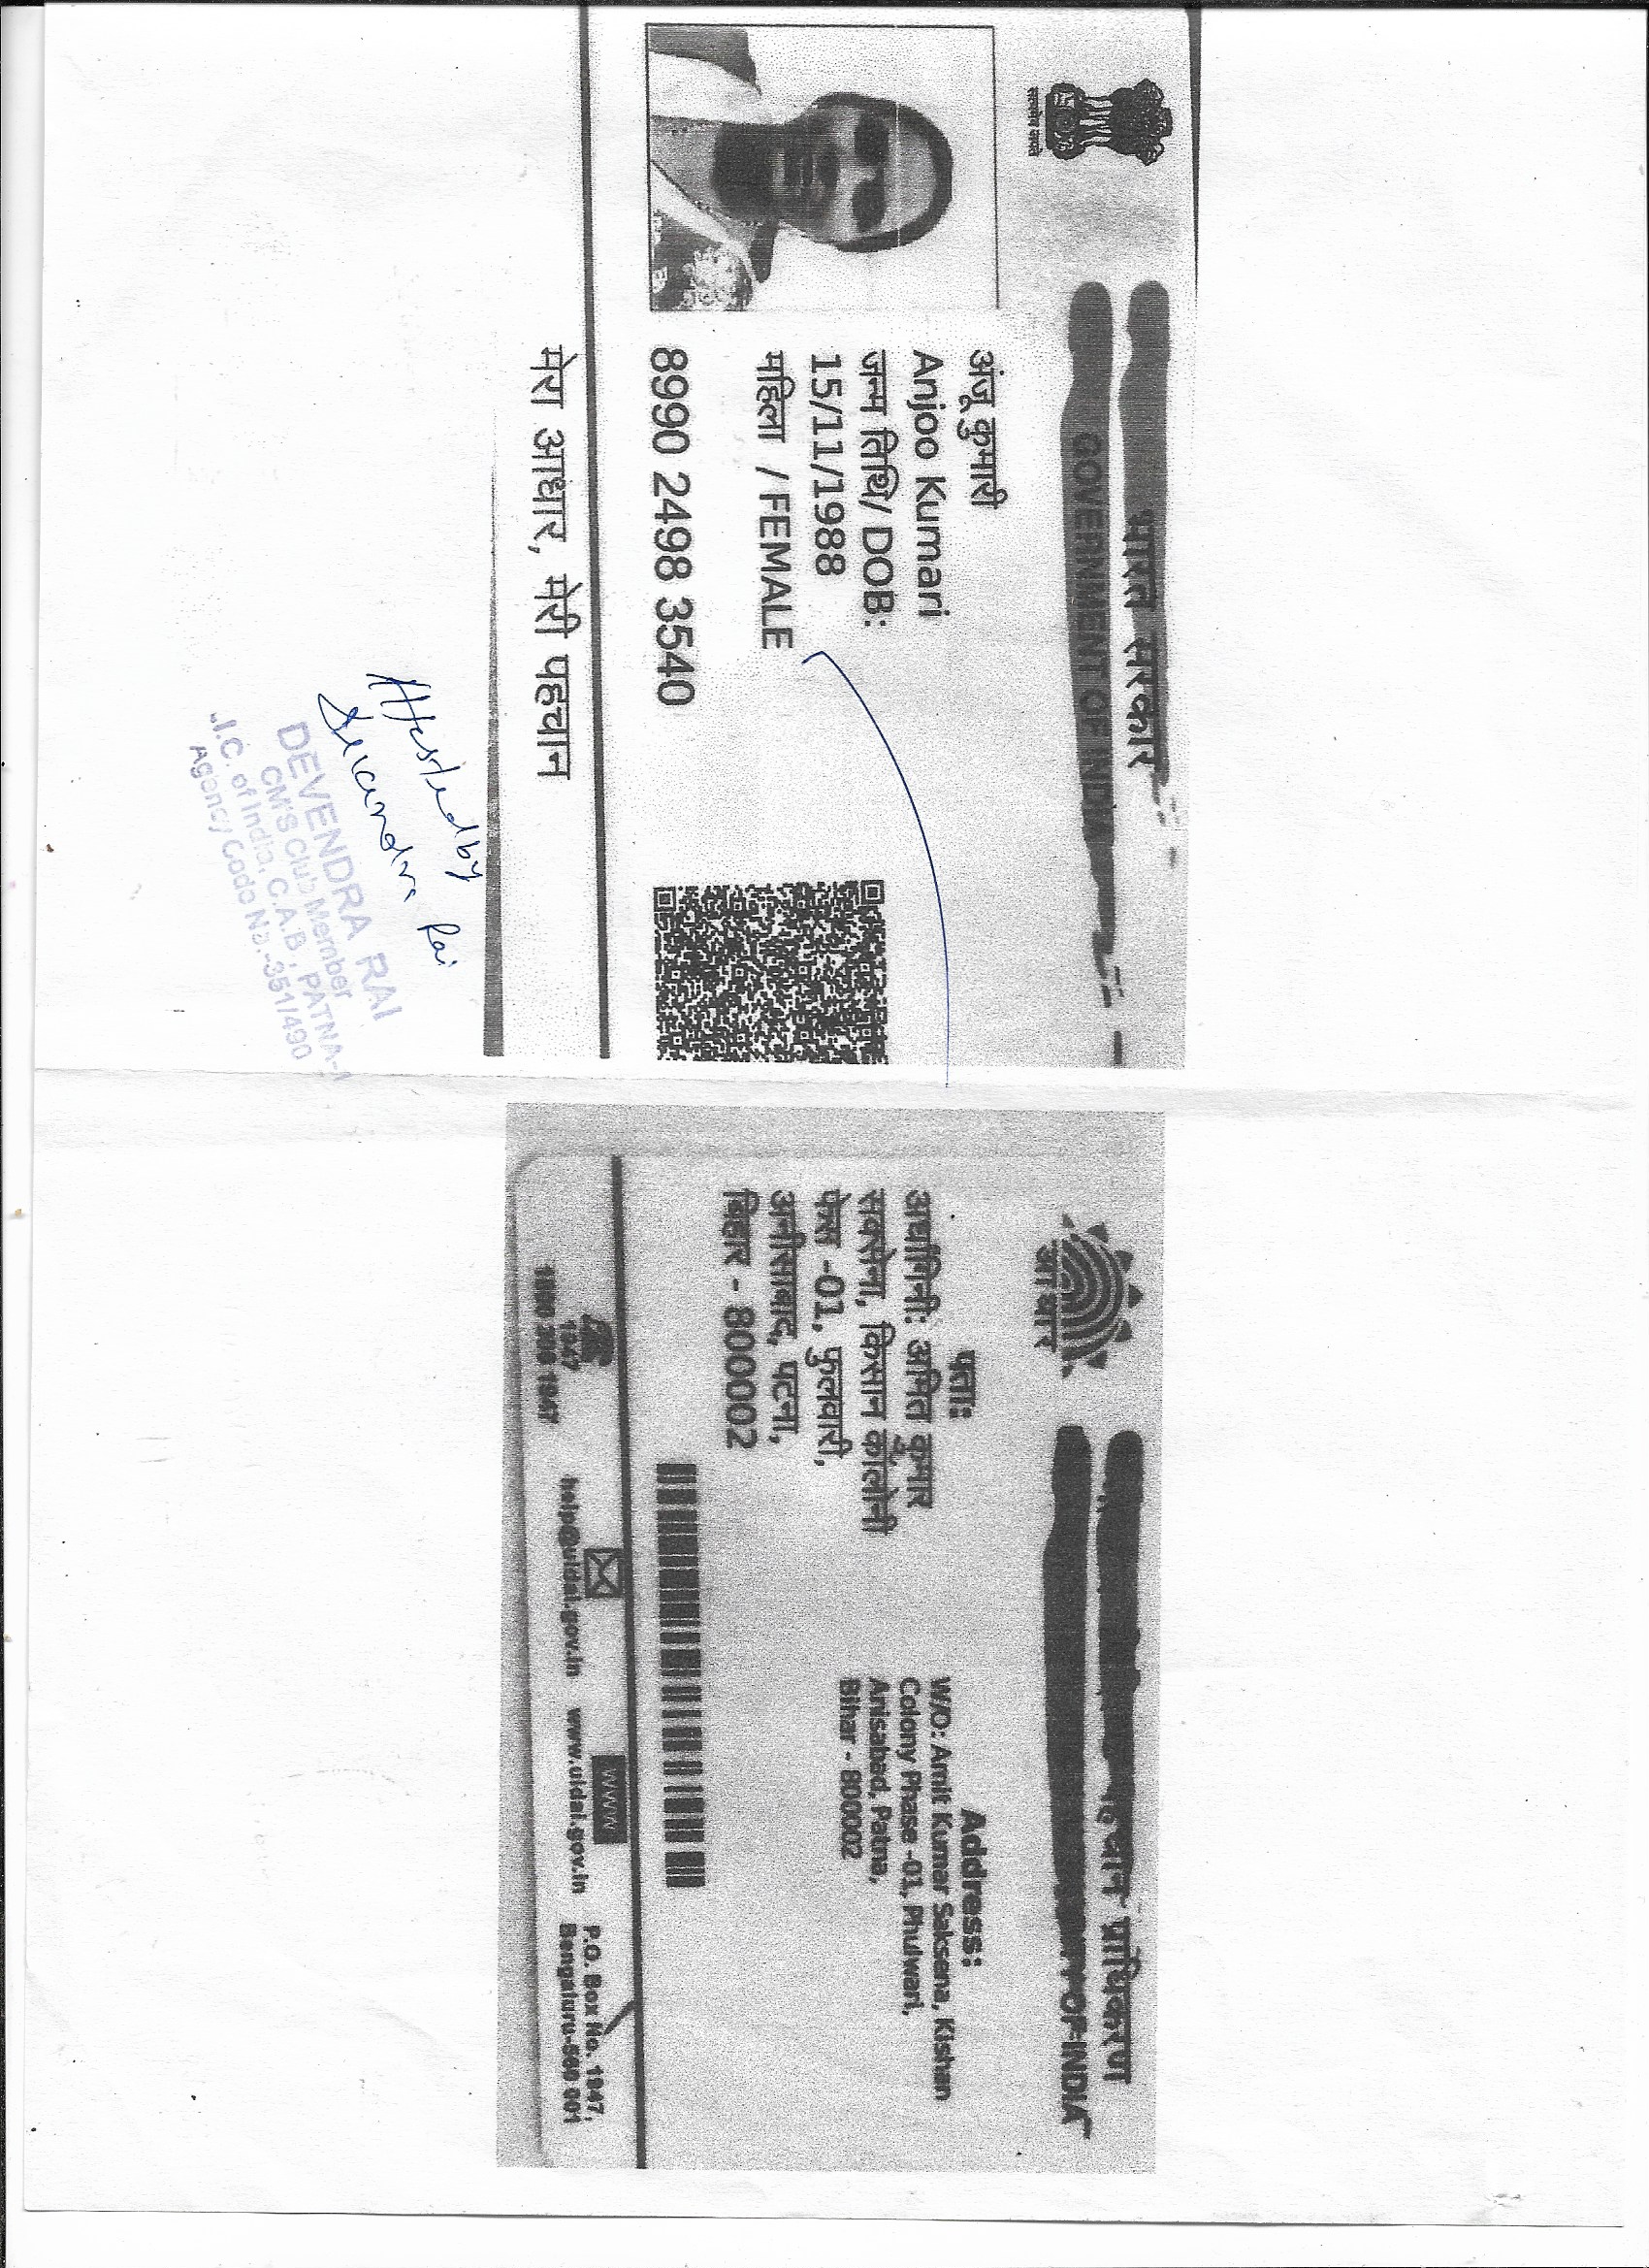 भारत सरकार
GOVERNMENT OF INDIA
सत्यमेव जयते
अंजू कुमारी
Anjoo Kumari
जन्म तिथि/ DOB:
15/11/1988
महिला / FEMALE
8990 2498 3540
मेरा आधार, मेरी पहचान
Attested by
Devendra Rai
DEVENDRA RAI
CM'S Club Member
L.I.C. of India, C.A.B., PATNA-1
Agency Code No.-351/490
प्राधिकरण
OF INDIA
आधार
पता:
अर्धांगिनी: अमित कुमार
सक्सेना, किसान कॉलोनी
फेस -01, फुलवारी,
अनीसाबाद, पटना,
बिहार - 800002
Address:
W/O: Amit Kumar Saksena, Kishan
Colony Phase -01, Phulwari,
Anisabad, Patna,
Bihar - 800002
1947
1800 300 1947
help@uidai.gov.in
www
www.uidai.gov.in
P.O. Box No. 1947,
Bengaluru-560 001